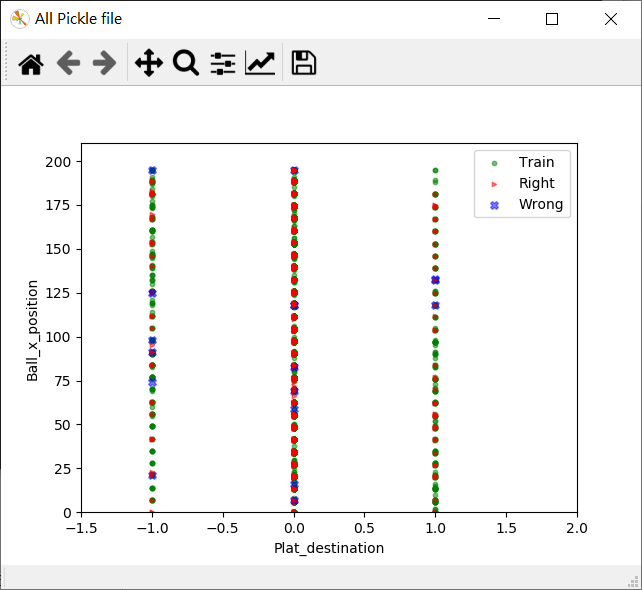 All Pickle file
200
175
150
125
100
75
50
25
0
Ball_x_position
−1.5
−1.0
−0.5
0.0
0.5
1.0
1.5
2.0
Plat_destination
Train
Right
Wrong